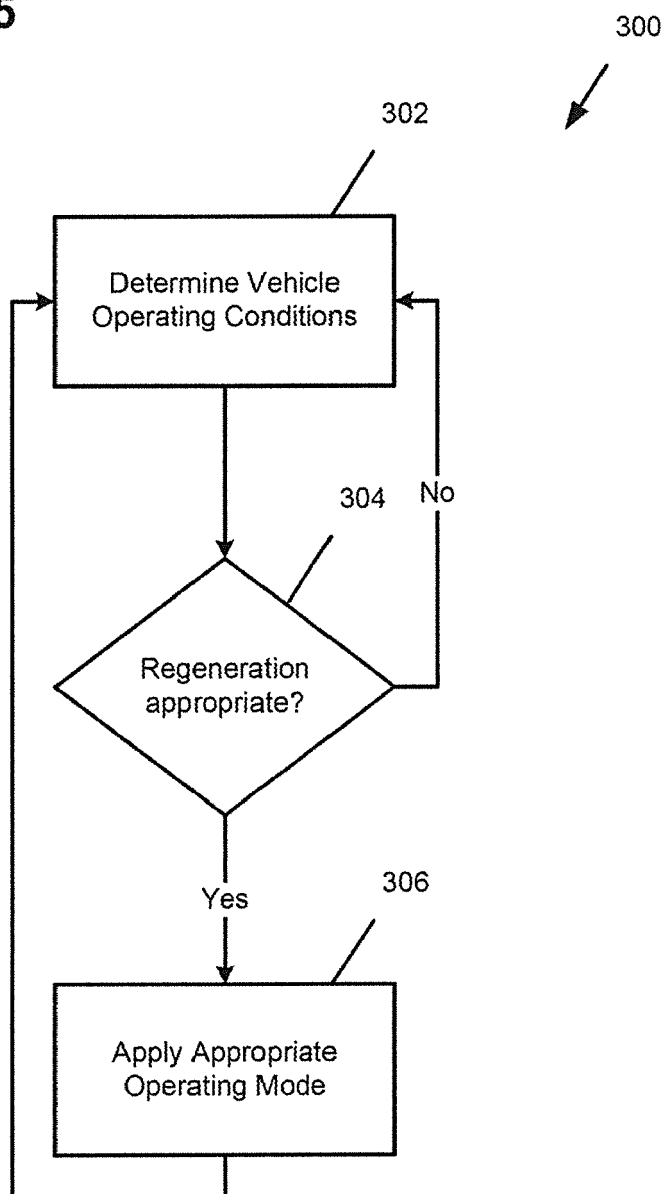 5
300
302
Determine Vehicle
Operating Conditions
304
No
Regeneration
appropriate?
Yes
306
Apply Appropriate
Operating Mode